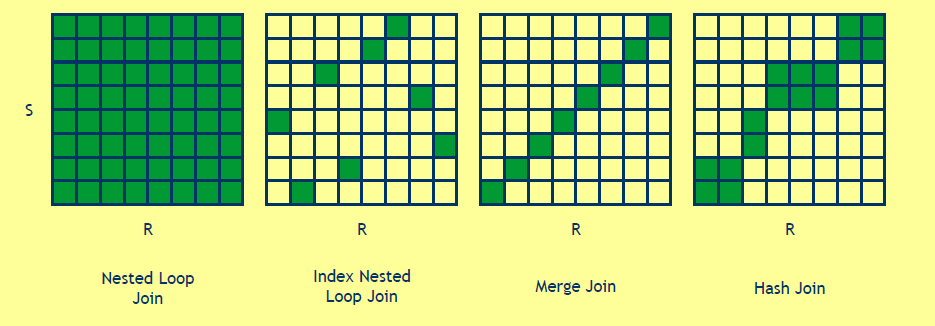 S
R
R
R
R
Nested Loop
Join
Index Nested
Loop Join
Merge Join
Hash Join